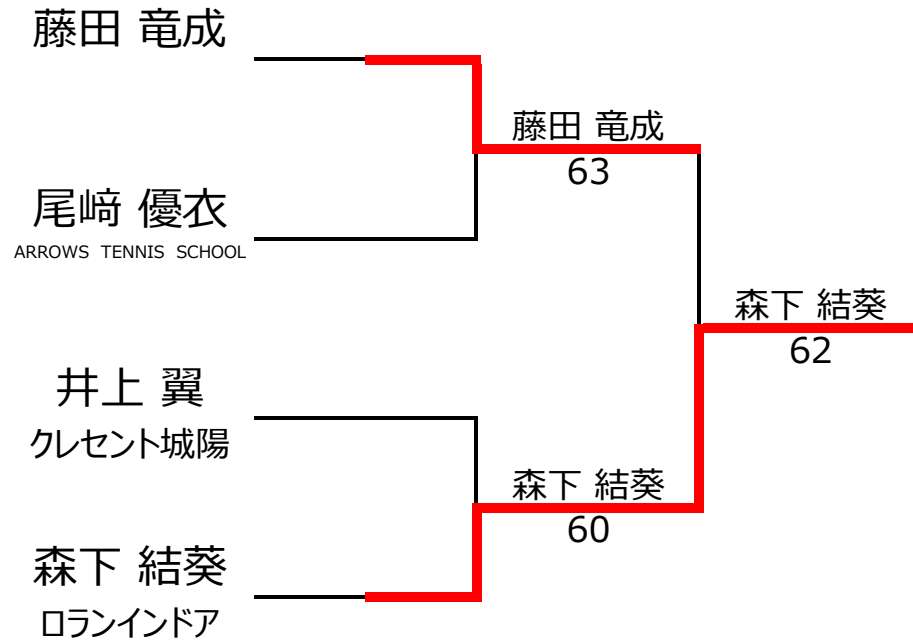 藤田 竜成
藤田 竜成
63
尾﨑 優衣
ARROWS TENNIS SCHOOL
森下 結葵
62
井上 翼
クレセント城陽
森下 結葵
60
森下 結葵
ロランインドア